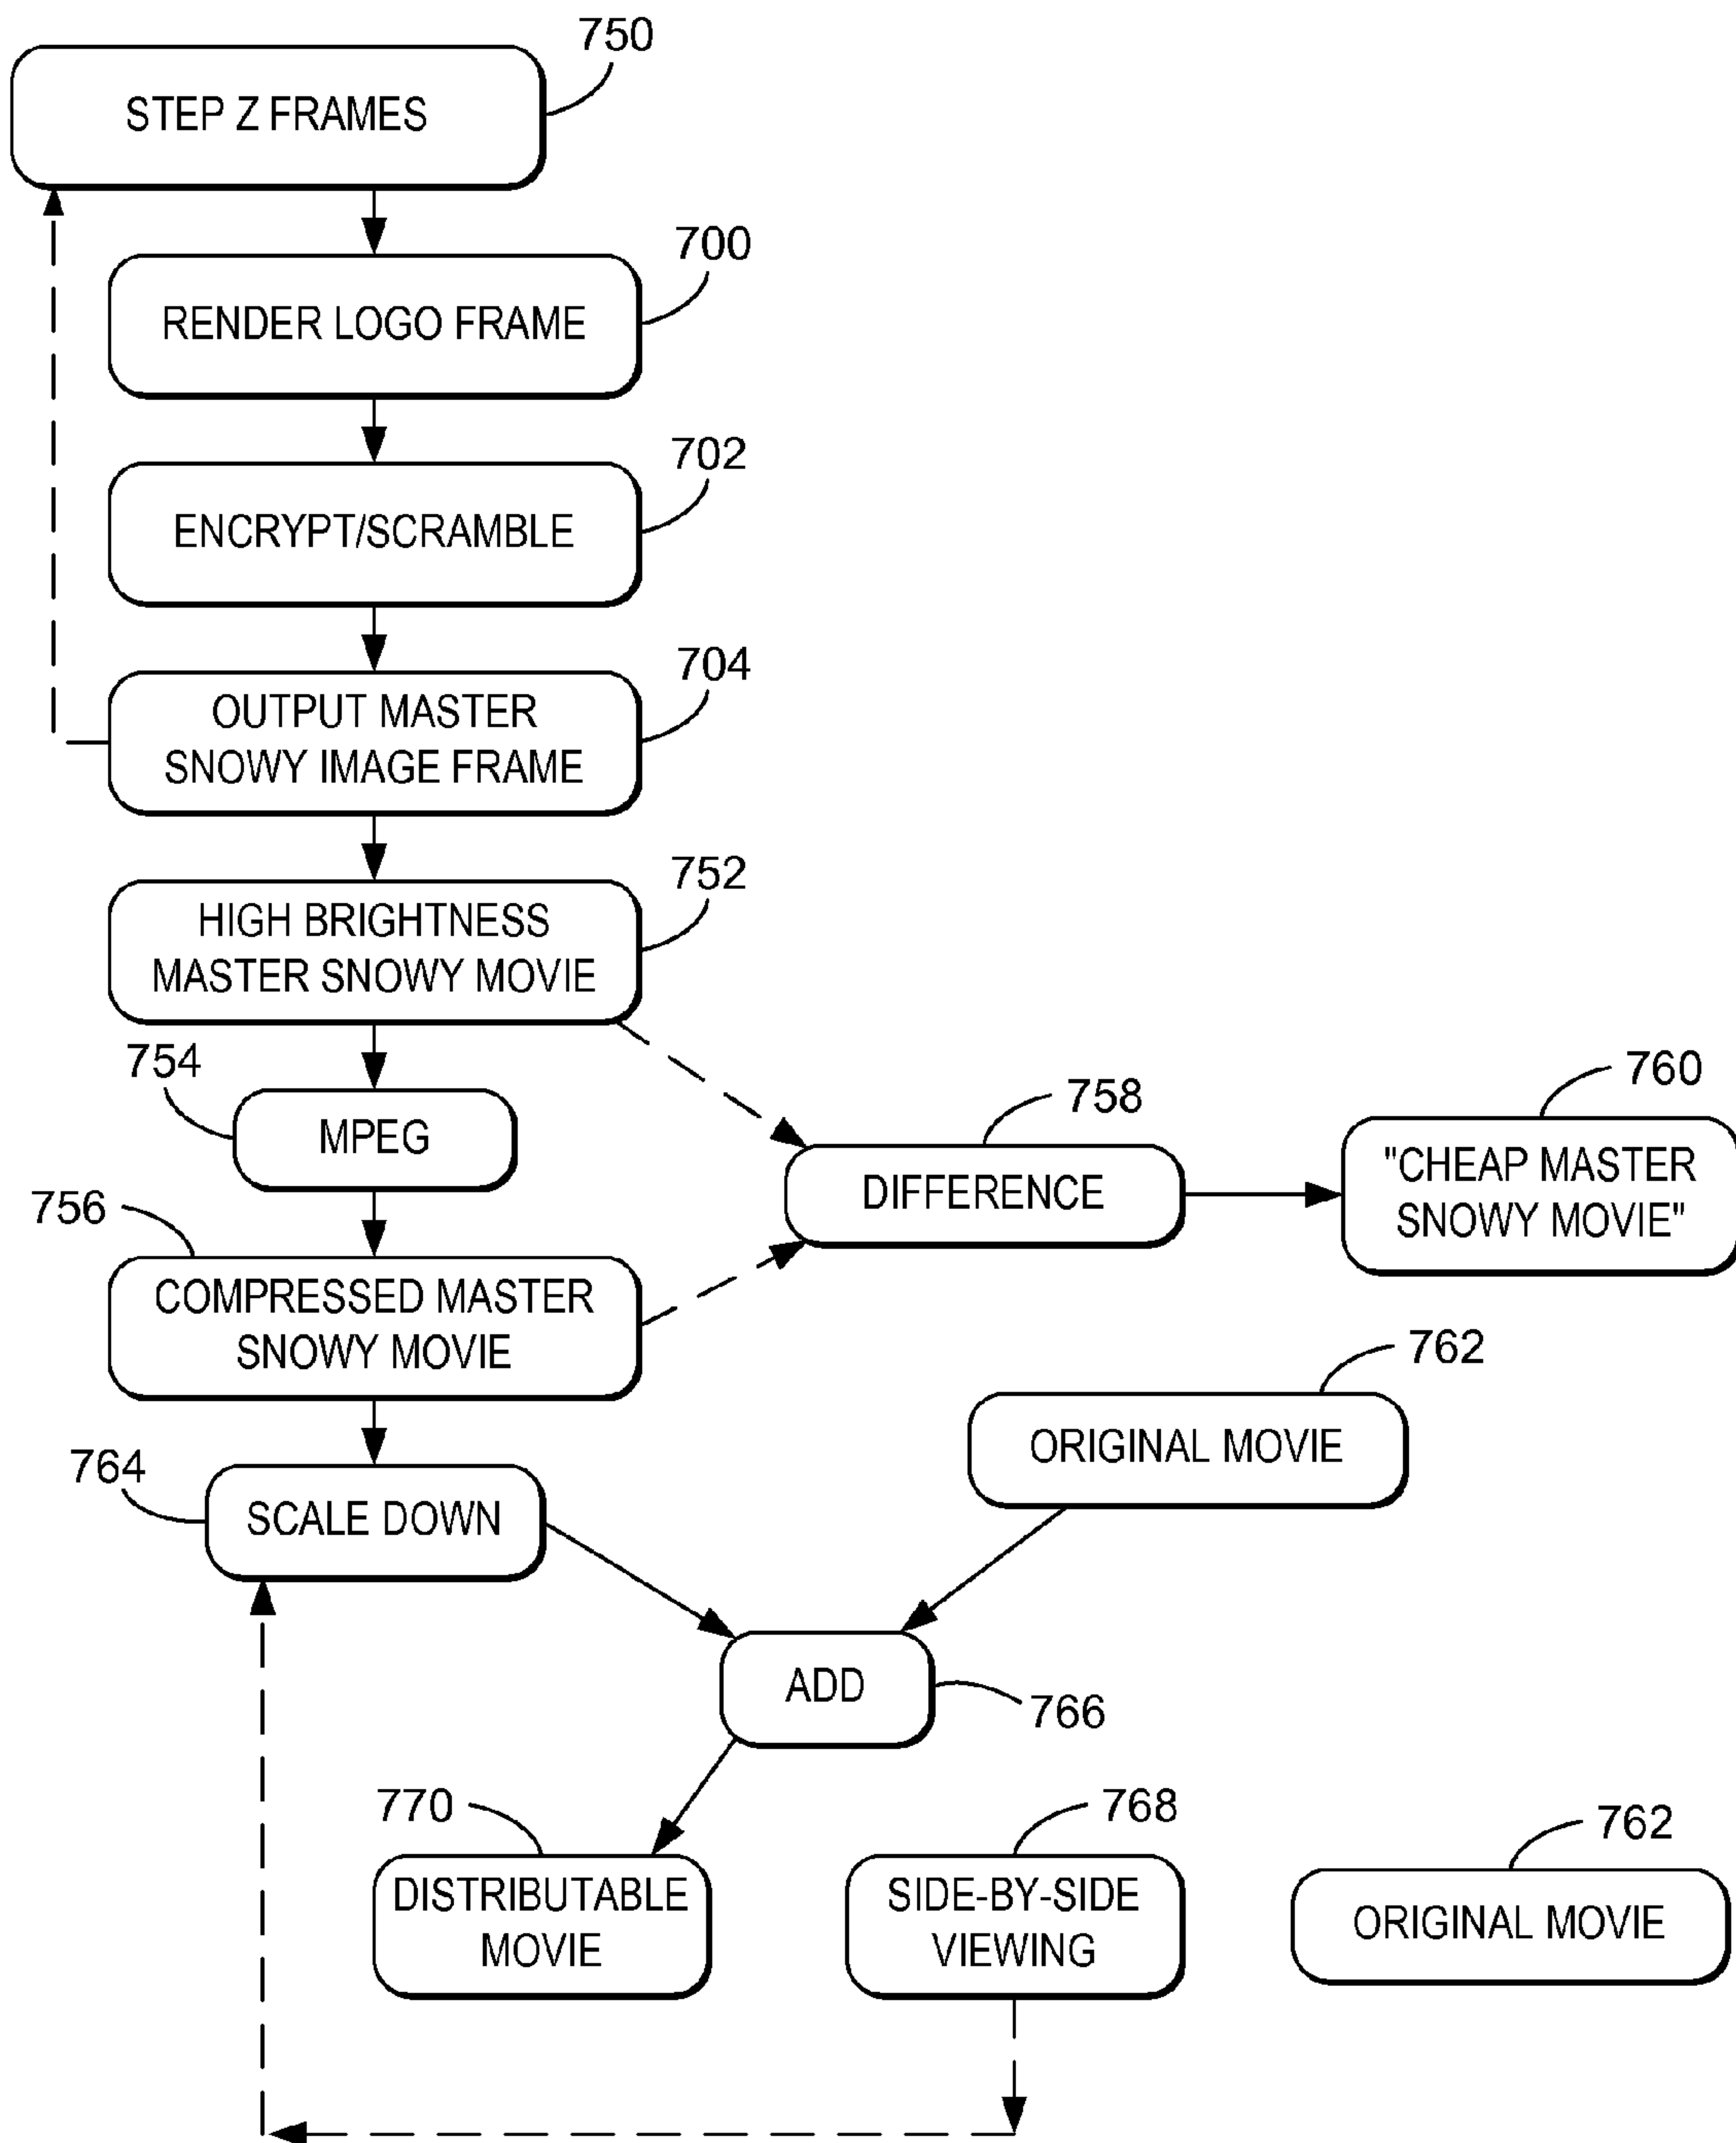 750
STEP Z FRAMES
700
RENDER LOGO FRAME
702
ENCRYPT/SCRAMBLE
704
OUTPUT MASTER
SNOWY IMAGE FRAME
752
HIGH BRIGHTNESS
MASTER SNOWY MOVIE
754
MPEG
758
DIFFERENCE
760
"CHEAP MASTER
SNOWY MOVIE"
756
COMPRESSED MASTER
SNOWY MOVIE
762
ORIGINAL MOVIE
764
SCALE DOWN
ADD
766
770
DISTRIBUTABLE
MOVIE
768
SIDE-BY-SIDE
VIEWING
762
ORIGINAL MOVIE